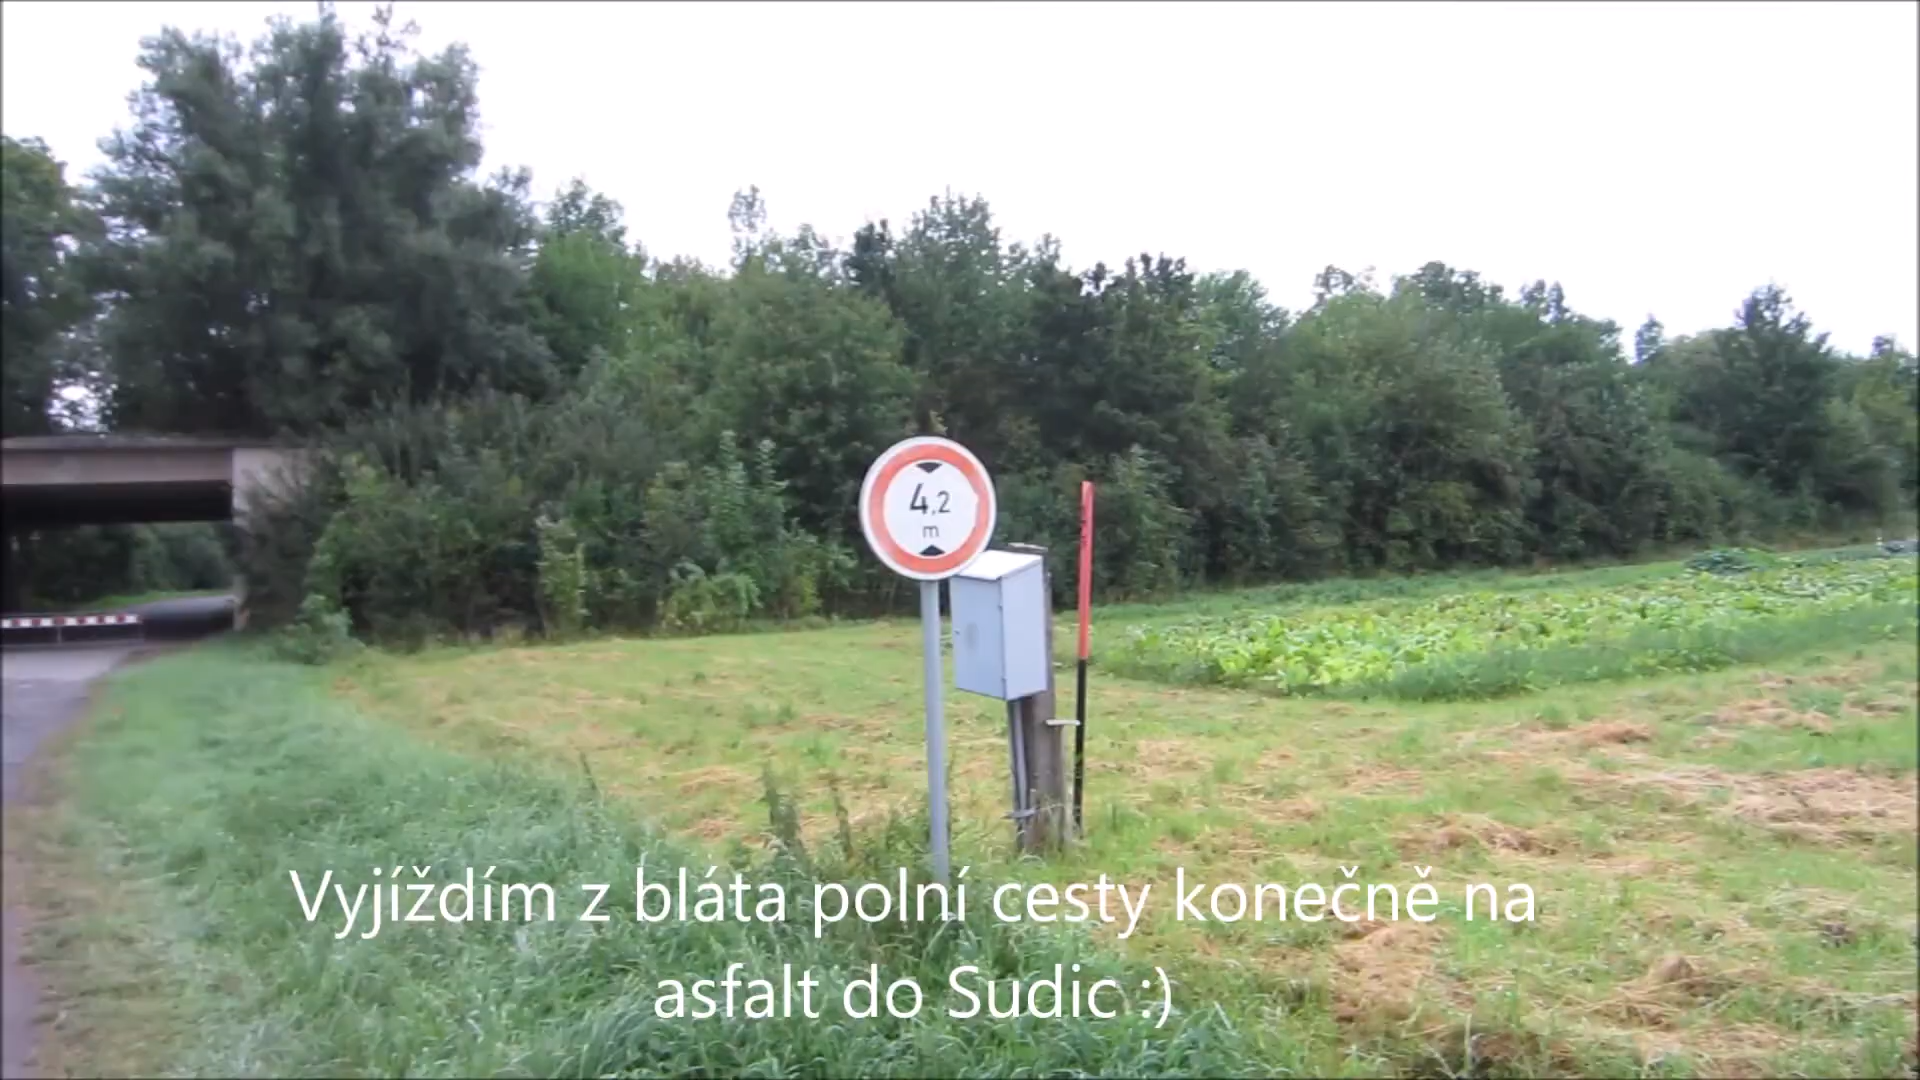 4,2
m
Vyjíždím z bláta polní cesty konečně na
asfalt do Sudic :)